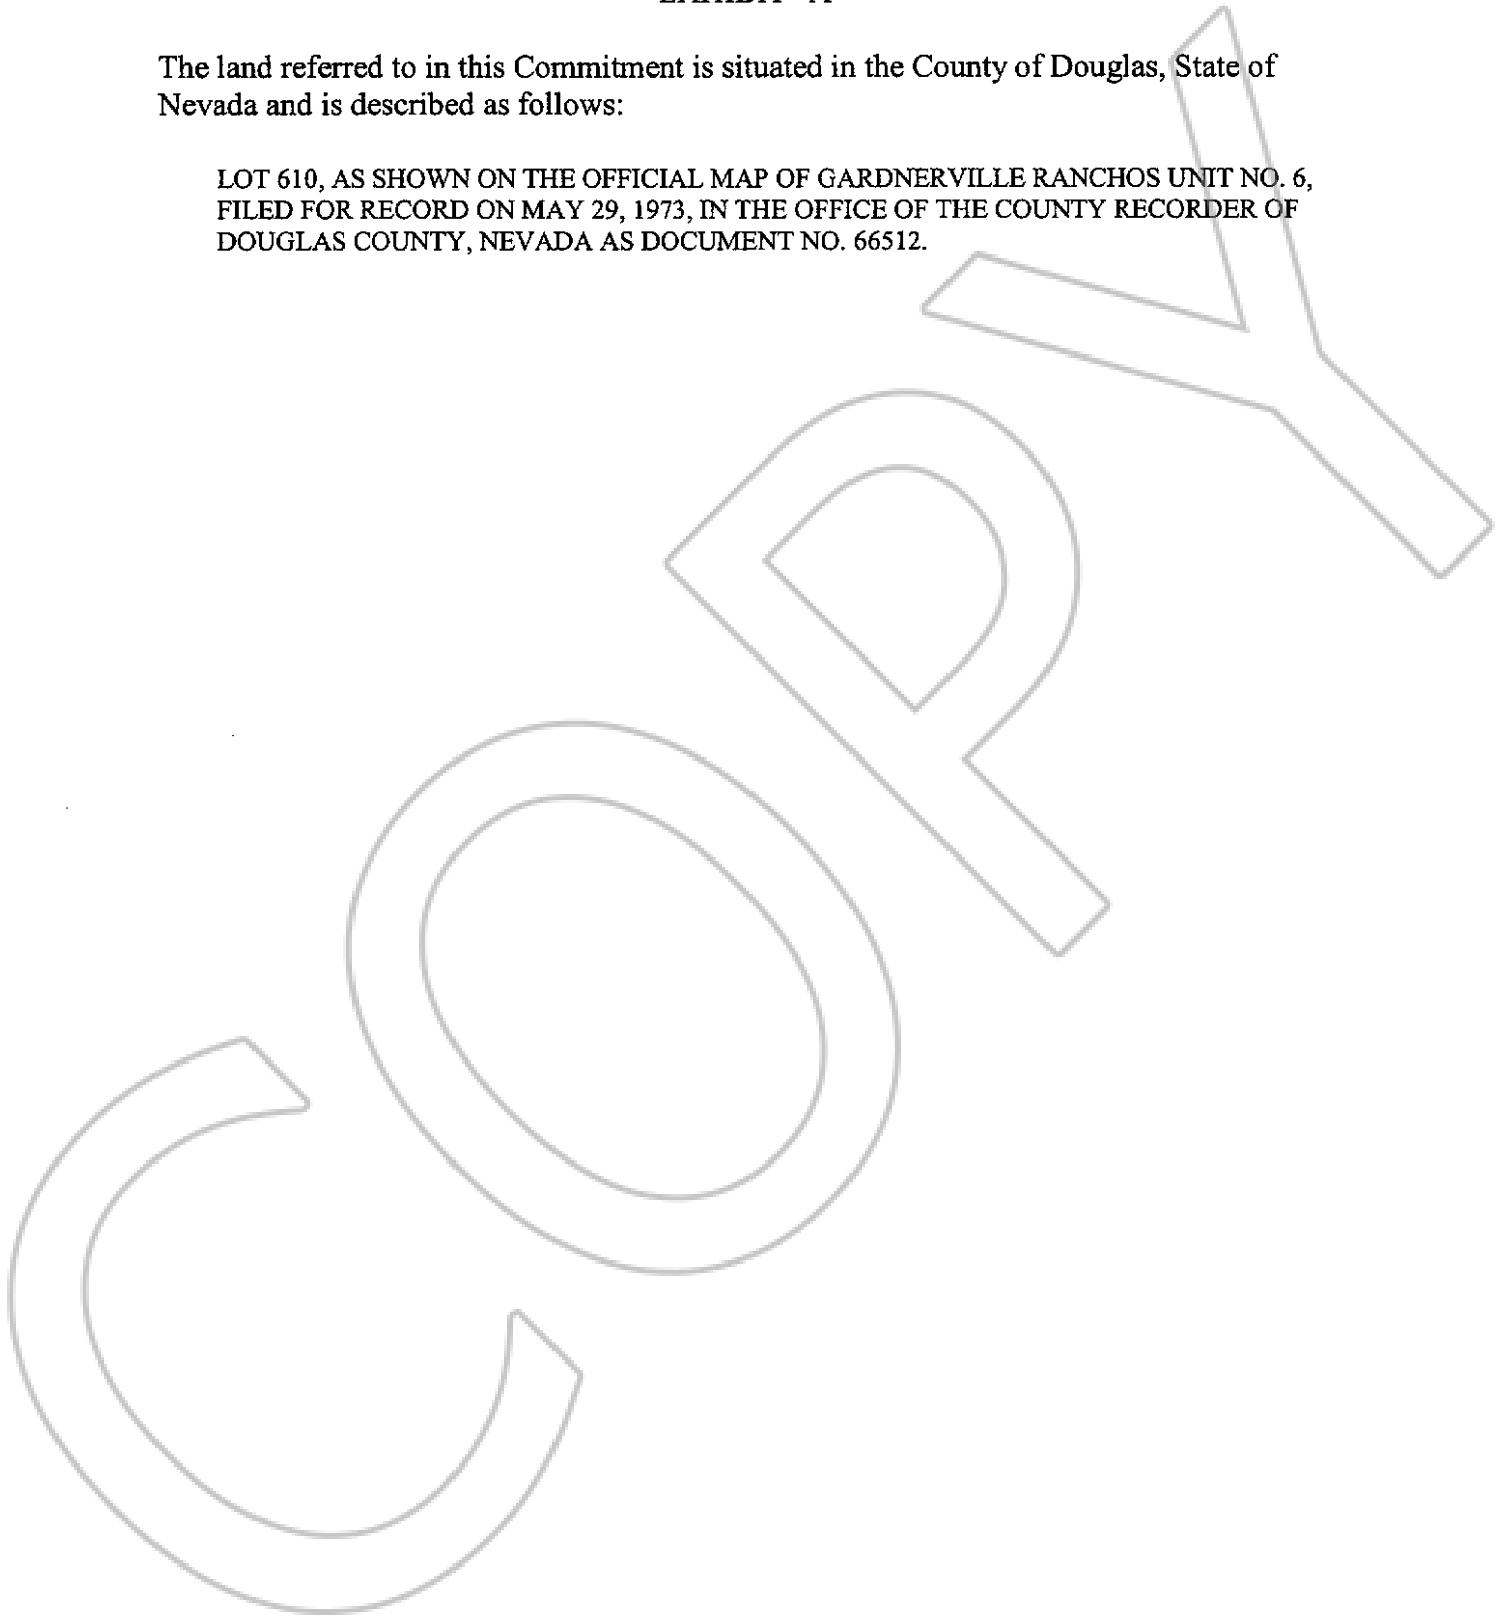 The land referred to in this Commitment is situated in the County of Douglas, State of
Nevada and is described as follows:
LOT 610, AS SHOWN ON THE OFFICIAL MAP OF GARDNERVILLE RANCHOS UNIT NO. 6,
FILED FOR RECORD ON MAY 29, 1973, IN THE OFFICE OF THE COUNTY RECORDER OF
DOUGLAS COUNTY, NEVADA AS DOCUMENT NO. 66512.
COPY